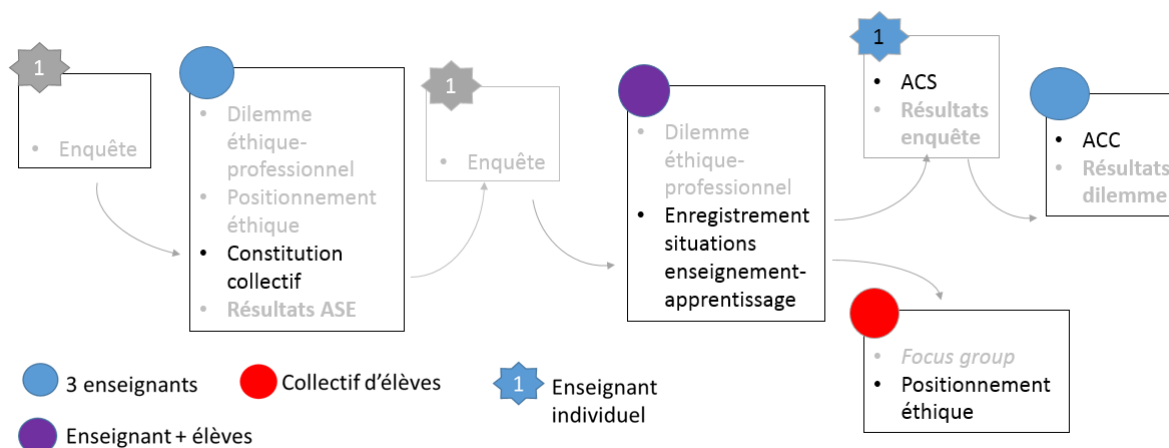 1
• Enquête
• Dilemme
éthique-
professionnel
• Positionnement
éthique
• Constitution
collectif
• Résultats ASE
1
• Enquête
• Dilemme
éthique-
professionnel
• Enregistrement
situations
enseignement-
apprentissage
1
• ACS
• Résultats
enquête
• ACC
• Résultats
dilemme
• Focus group
• Positionnement
éthique
3 enseignants
Collectif d'élèves
1
Enseignant
individuel
Enseignant + élèves